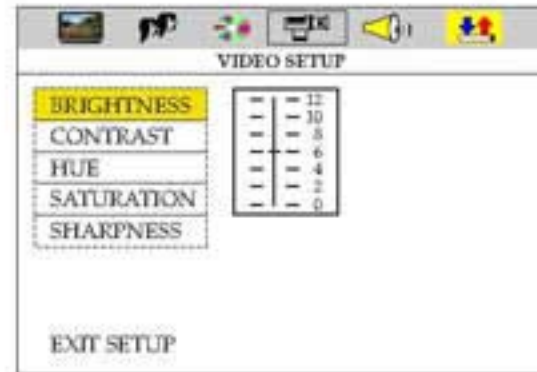 VIDEO SETUP
BRIGHTNESS
CONTRAST
HUE
SATURATION
SHARPNESS
12
10
8
6
4
2
0
EXIT SETUP